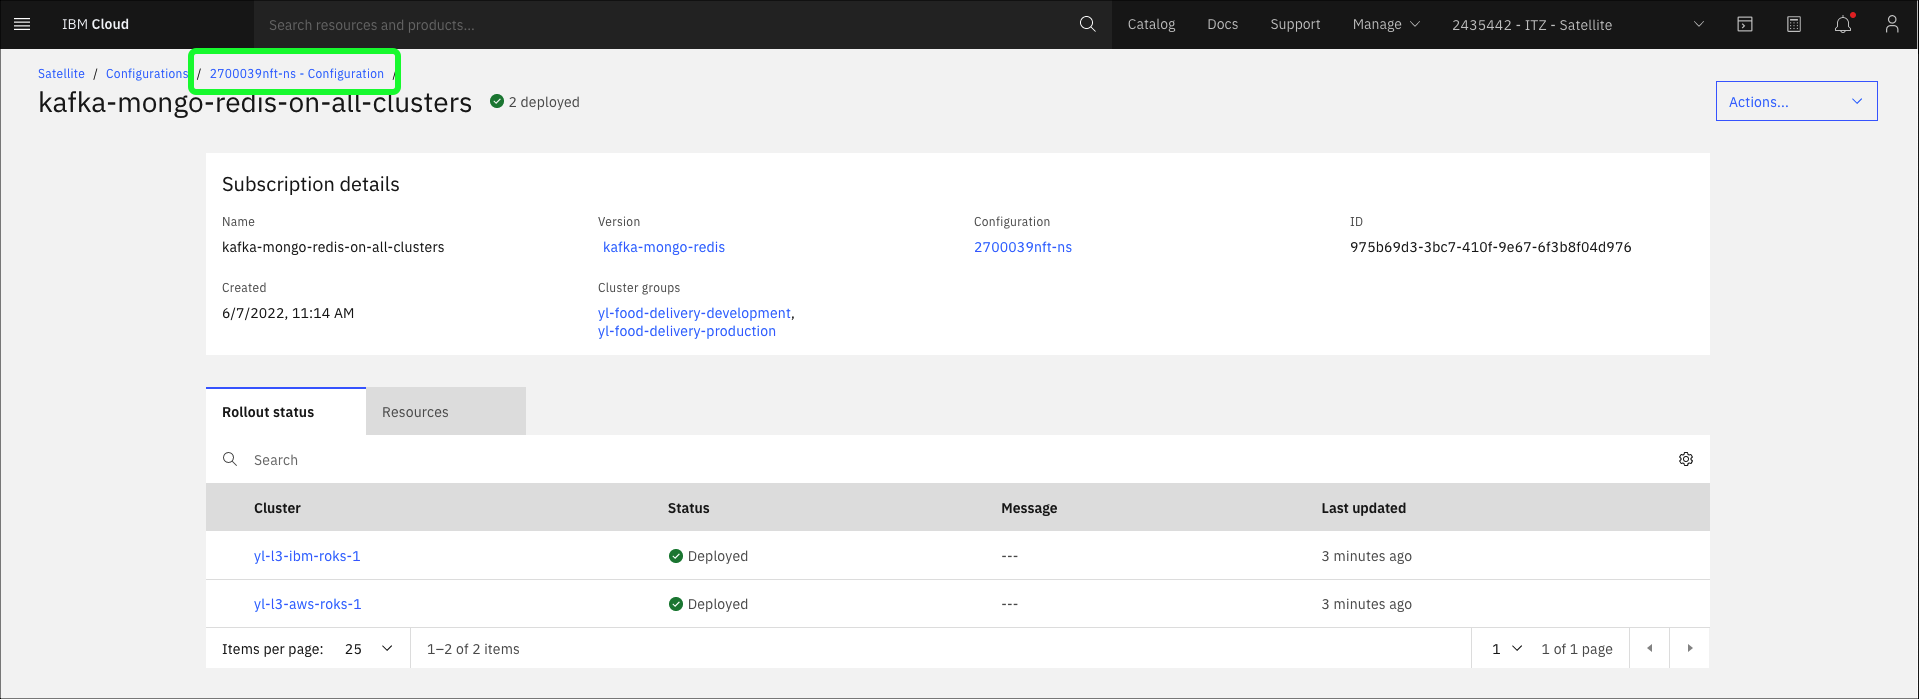 IBM Cloud Search resources and products... Catalog Docs Support Manage 2435442 - ITZ - Satellite
Satellite / Configurations / 2700039nft-ns - Configuration /
kafka-mongo-redis-on-all-clusters 2 deployed Actions...
Subscription details
Name Version Configuration ID
kafka-mongo-redis-on-all-clusters kafka-mongo-redis 2700039nft-ns 975b69d3-3bc7-410f-9e67-6f3b8f04d976
Created Cluster groups
6/7/2022, 11:14 AM yl-food-delivery-development,
yl-food-delivery-production
Rollout status Resources
Search
Cluster Status Message Last updated
yl-l3-ibm-roks-1 Deployed --- 3 minutes ago
yl-l3-aws-roks-1 Deployed --- 3 minutes ago
Items per page: 25 1–2 of 2 items 1 1 of 1 page